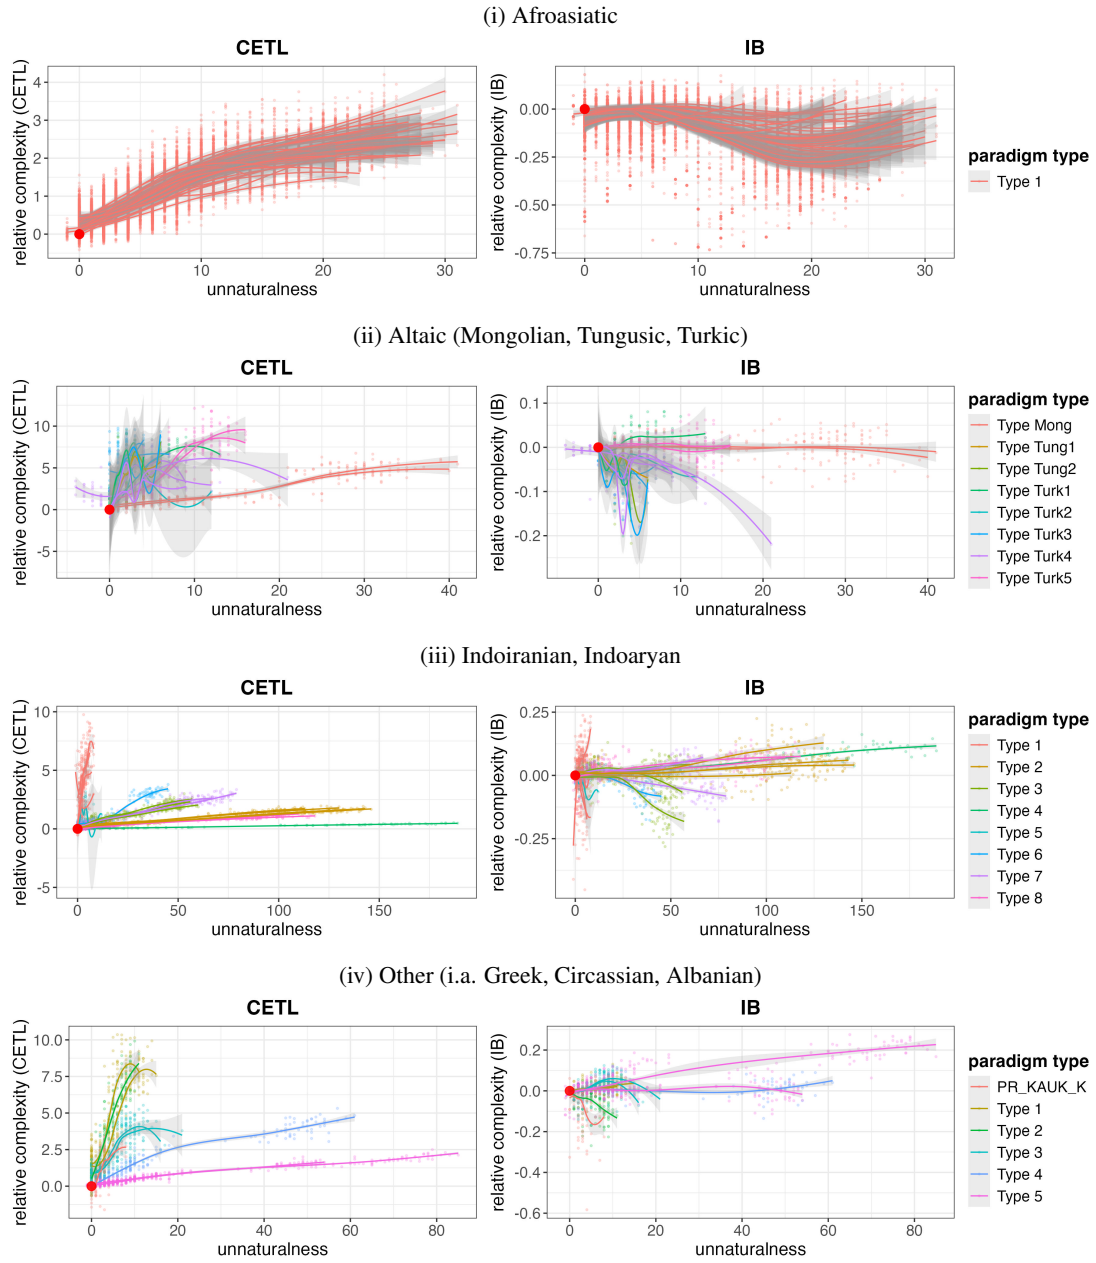 (i) Afroasiatic
CETL
IB
relative complexity (CETL)
4
3
2
1
0
0
10
20
30
unnaturalness
relative complexity (IB)
0.00
-0.25
-0.50
-0.75
0
10
20
30
unnaturalness
paradigm type
Type 1
(ii) Altaic (Mongolian, Tungusic, Turkic)
CETL
IB
relative complexity (CETL)
10
5
0
-5
0
10
20
30
40
unnaturalness
relative complexity (IB)
0.1
0.0
-0.1
-0.2
0
10
20
30
40
unnaturalness
paradigm type
Type Mong
Type Tung1
Type Tung2
Type Turk1
Type Turk2
Type Turk3
Type Turk4
Type Turk5
(iii) Indoiranian, Indoaryan
CETL
IB
relative complexity (CETL)
10
5
0
-5
0
50
100
150
unnaturalness
relative complexity (IB)
0.25
0.00
-0.25
0
50
100
150
unnaturalness
paradigm type
Type 1
Type 2
Type 3
Type 4
Type 5
Type 6
Type 7
Type 8
(iv) Other (i.a. Greek, Circassian, Albanian)
CETL
IB
relative complexity (CETL)
10.0
7.5
5.0
2.5
0.0
0
20
40
60
80
unnaturalness
relative complexity (IB)
0.2
0.0
-0.2
-0.4
-0.6
0
20
40
60
80
unnaturalness
paradigm type
PR_KAUK_K
Type 1
Type 2
Type 3
Type 4
Type 5